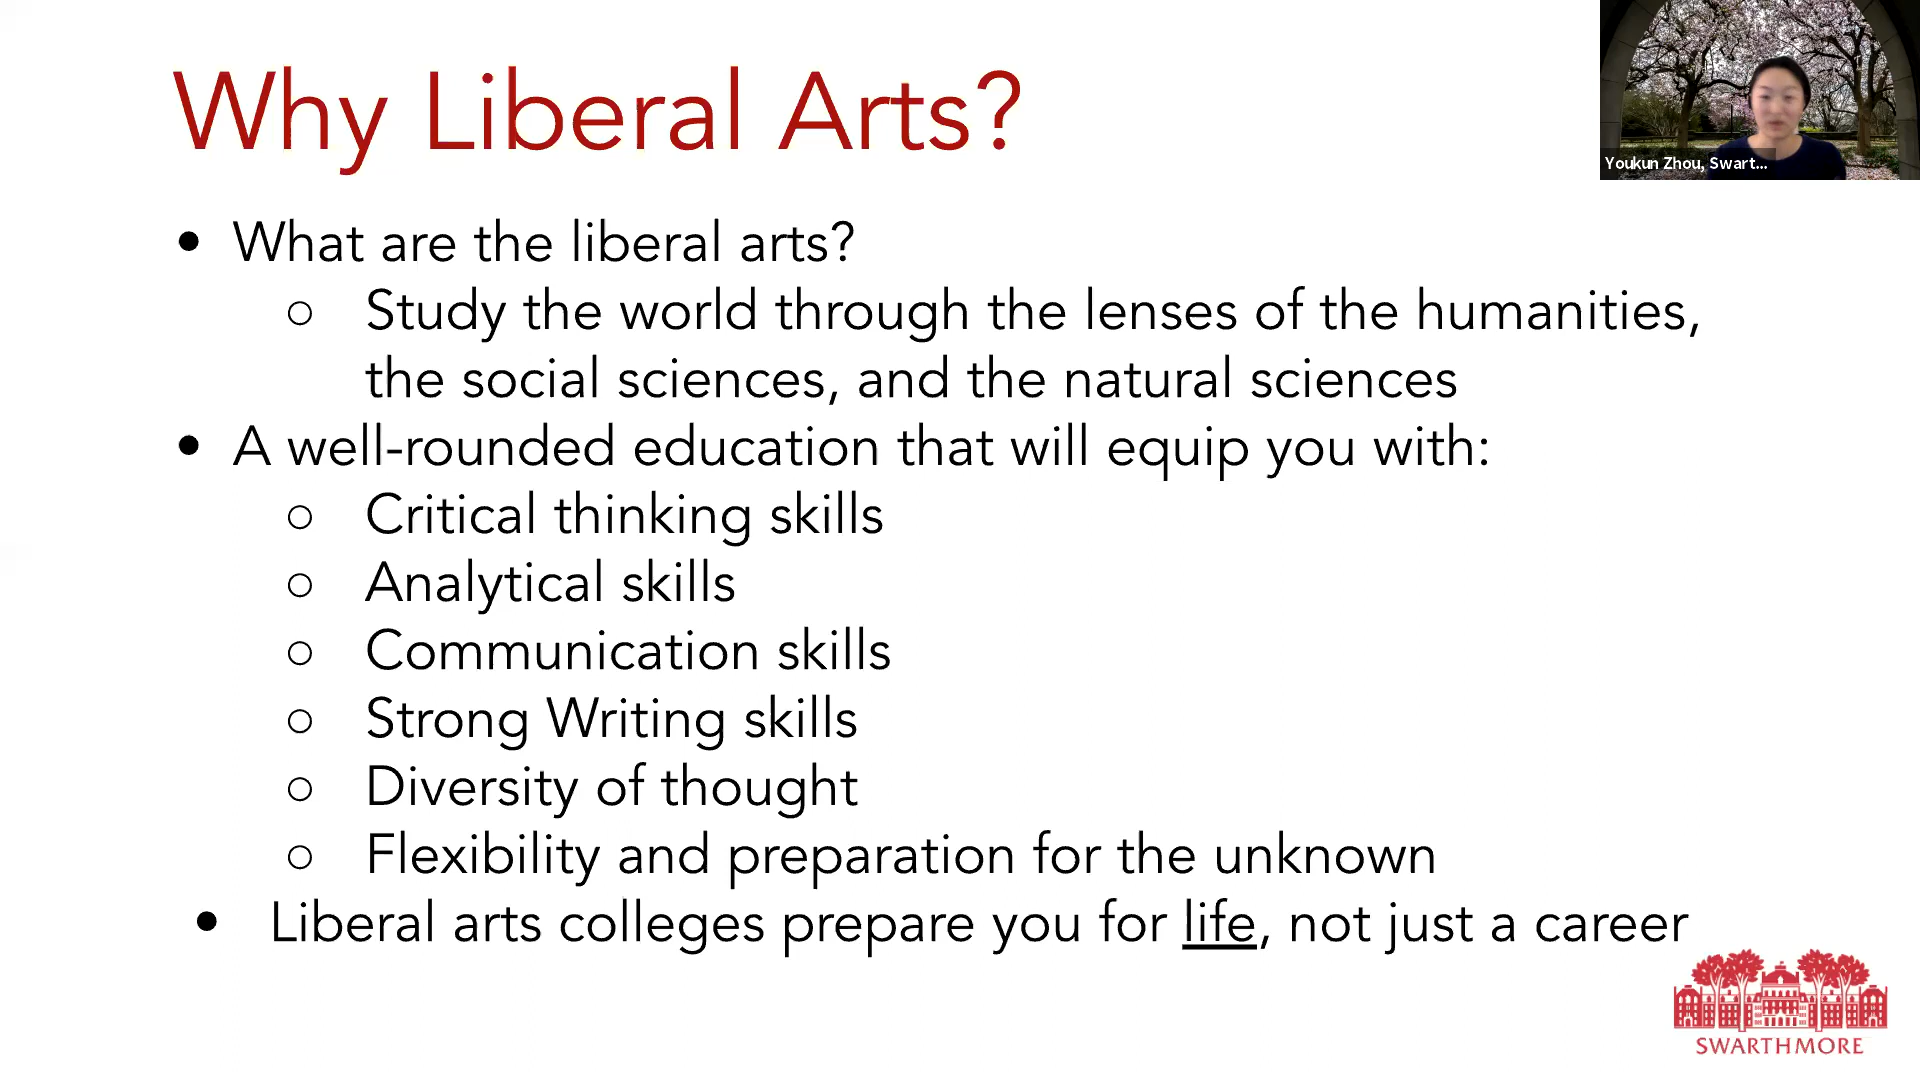 Why Liberal Arts?
Youkun Zhou, Swart...
• What are the liberal arts?
○ Study the world through the lenses of the humanities,
the social sciences, and the natural sciences
• A well-rounded education that will equip you with:
○ Critical thinking skills
○ Analytical skills
○ Communication skills
○ Strong Writing skills
○ Diversity of thought
○ Flexibility and preparation for the unknown
• Liberal arts colleges prepare you for life, not just a career
SWARTHMORE